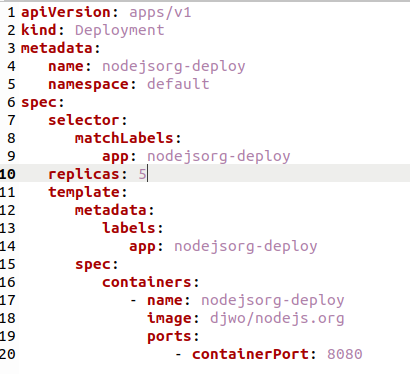 1 apiVersion: apps/v1
2 kind: Deployment
3 metadata:
4    name: nodejsorg-deploy
5    namespace: default
6 spec:
7    selector:
8       matchLabels:
9          app: nodejsorg-deploy
10    replicas: 5
11    template:
12       metadata:
13          labels:
14             app: nodejsorg-deploy
15       spec:
16          containers:
17             - name: nodejsorg-deploy
18               image: djwo/nodejs.org
19               ports:
20                  - containerPort: 8080